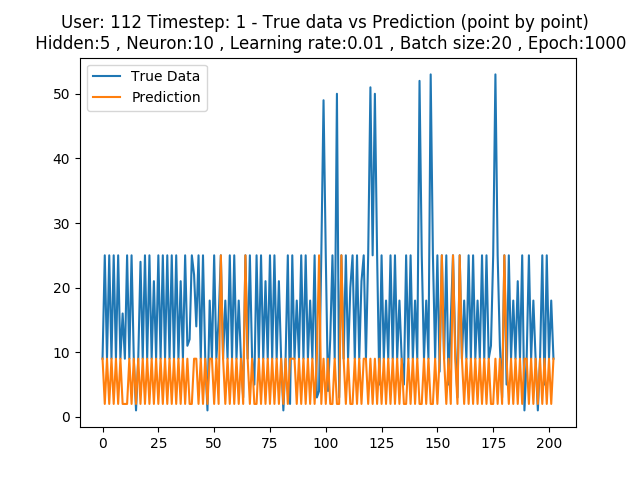 User: 112 Timestep: 1 - True data vs Prediction (point by point)
Hidden:5 , Neuron:10 , Learning rate:0.01 , Batch size:20 , Epoch:1000
True Data
Prediction
50
40
30
20
10
0
0 25 50 75 100 125 150 175 200